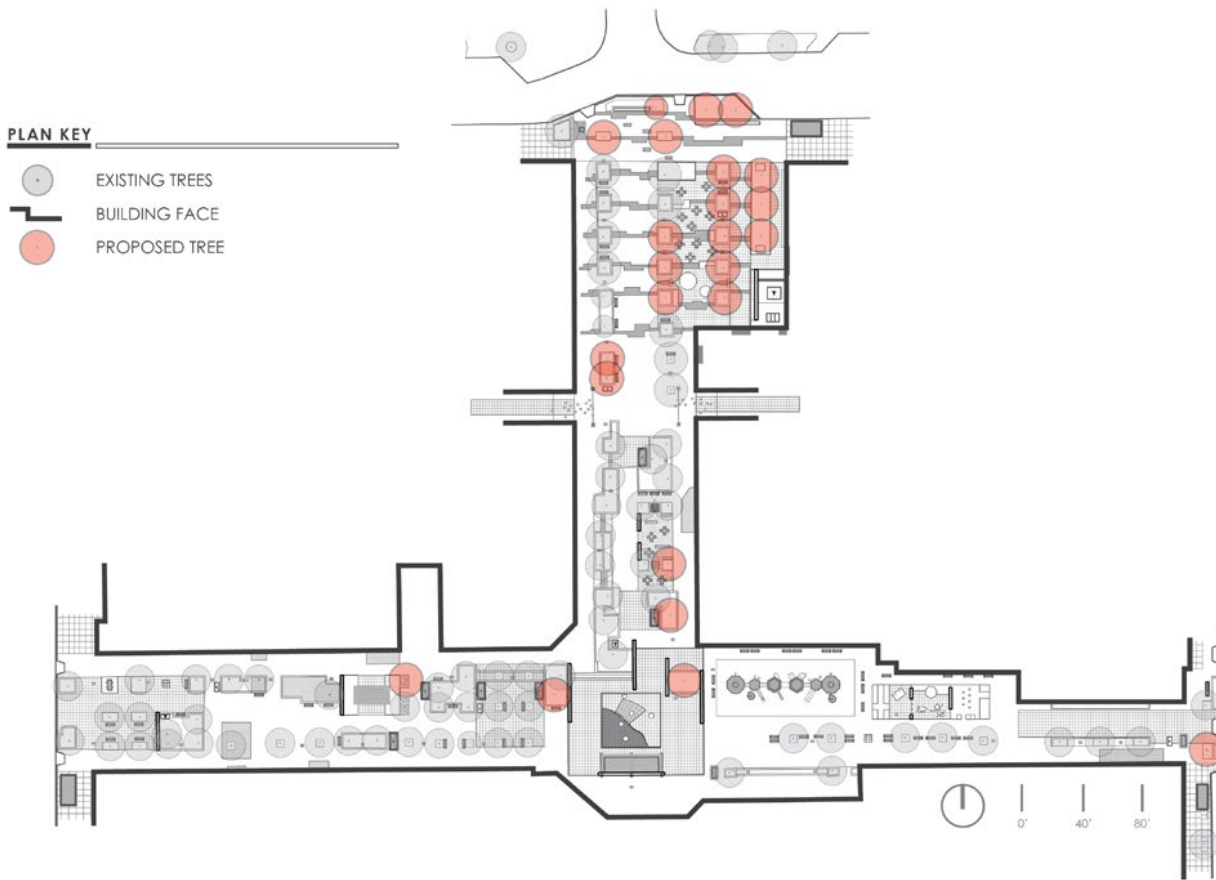 PLAN KEY
EXISTING TREES
BUILDING FACE
PROPOSED TREE
0' 40' 80'